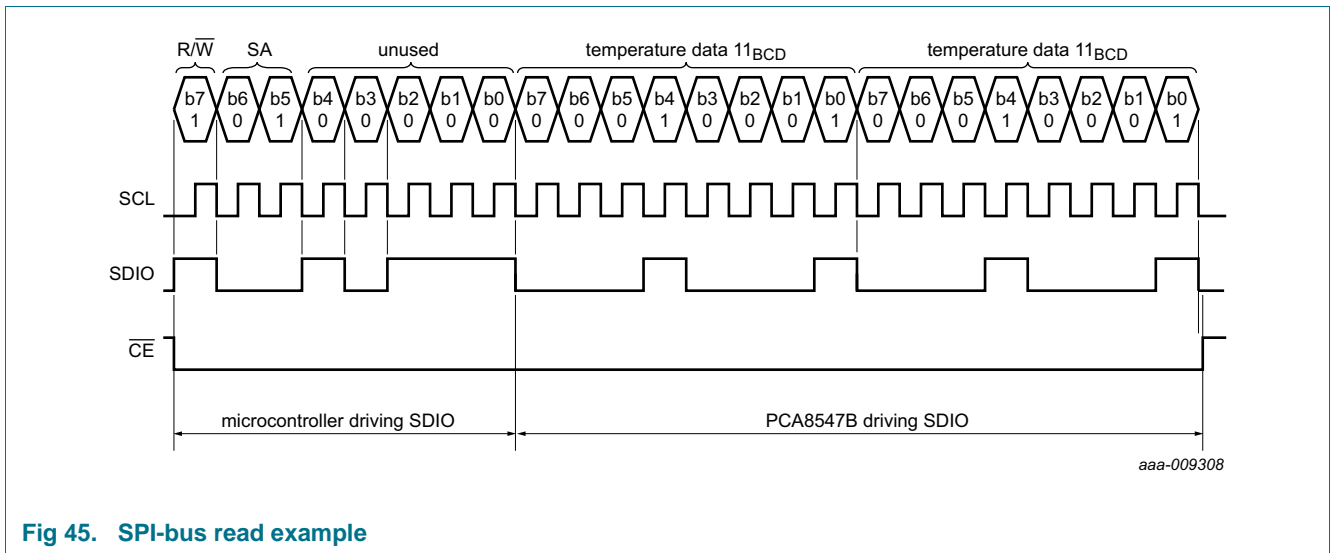 R/W SA unused temperature data 11BCD temperature data 11BCD
b7 b6 b5 b4 b3 b2 b1 b0 b7 b6 b5 b4 b3 b2 b1 b0 b7 b6 b5 b4 b3 b2 b1 b0
1 0 1 0 0 0 0 0 0 0 0 1 0 0 0 1 0 0 0 1 0 0 0 1
SCL
SDIO
CE
microcontroller driving SDIO PCA8547B driving SDIO
aaa-009308
Fig 45. SPI-bus read example